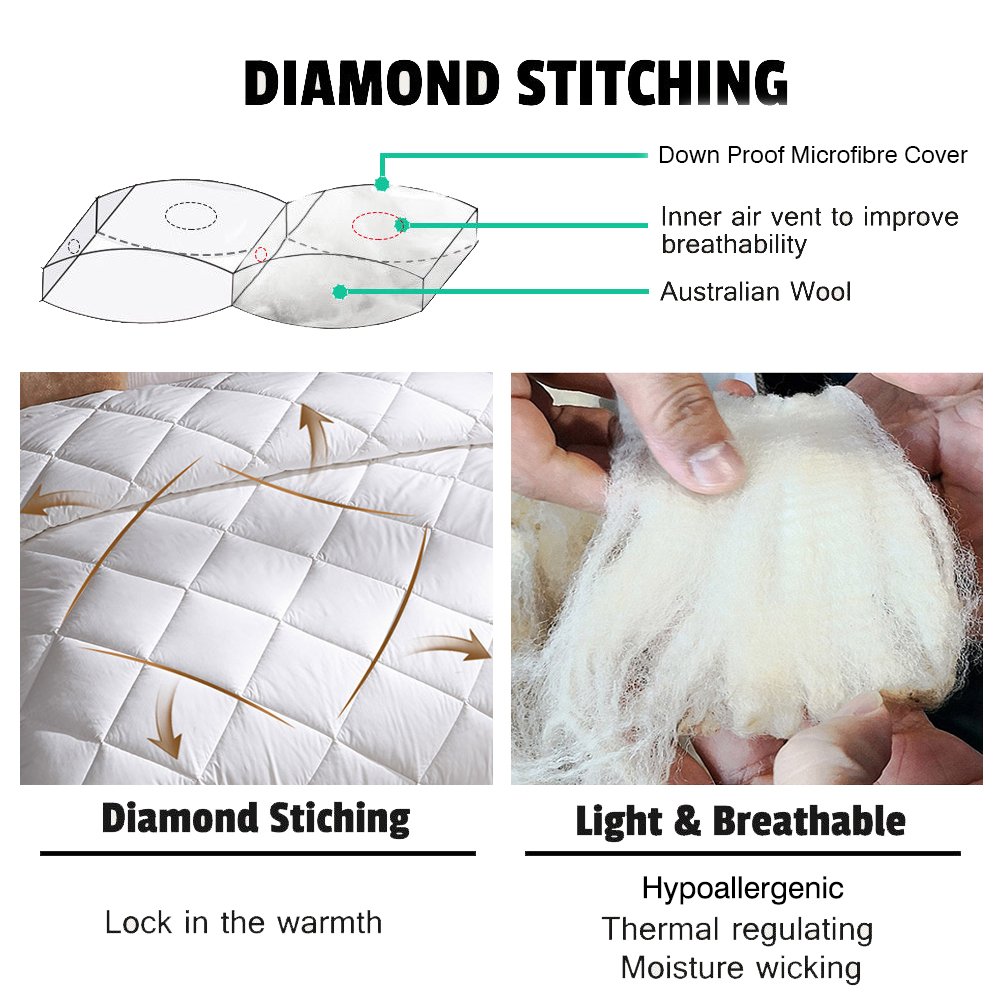 DIAMOND STITCHING
Down Proof Microfibre Cover
Inner air vent to improve
breathability
Australian Wool
Diamond Stiching
Lock in the warmth
Light & Breathable
Hypoallergenic
Thermal regulating
Moisture wicking